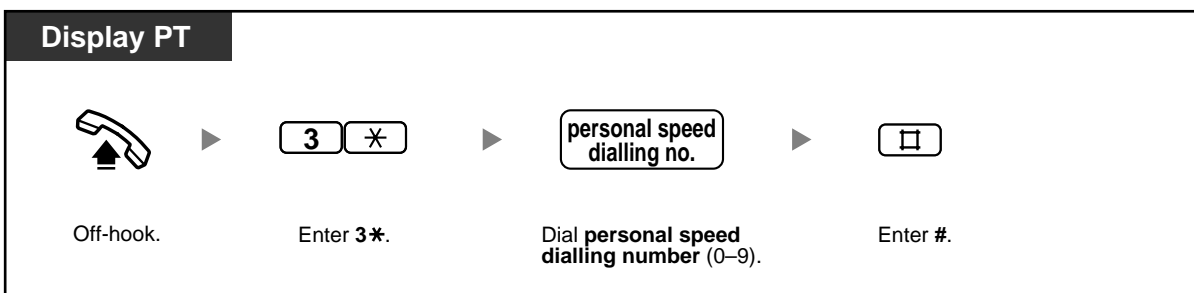 Display PT
3 ✳
personal speed
dialling no.
#
Off-hook.
Enter 3✳.
Dial personal speed
dialling number (0–9).
Enter #.